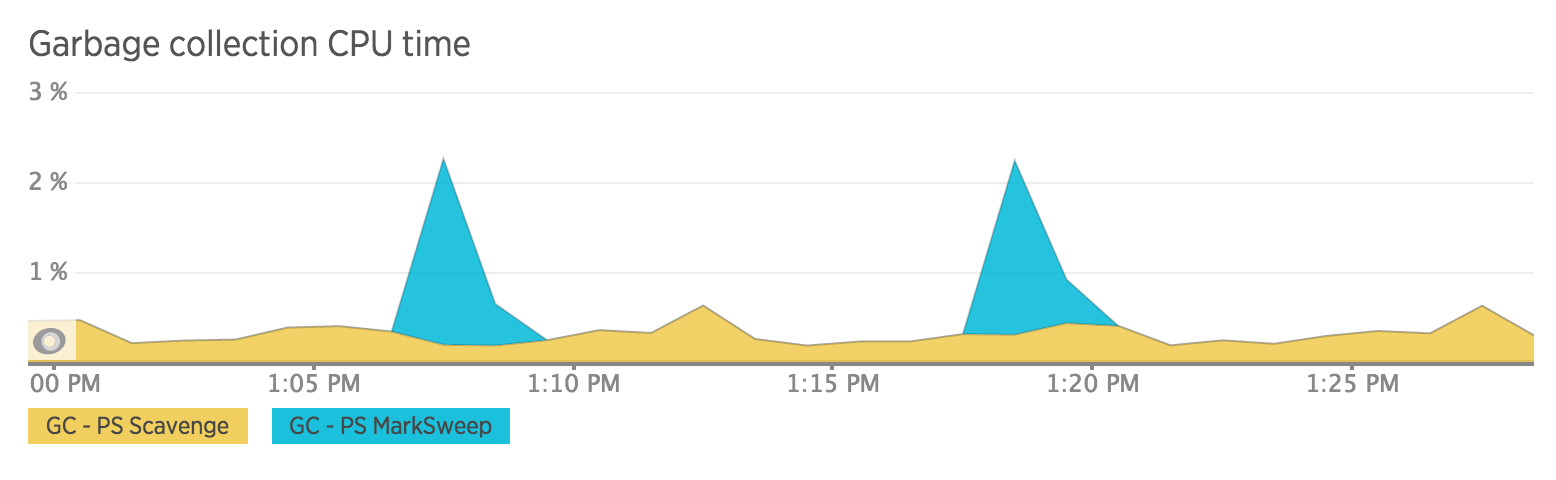 Garbage collection CPU time
3 %
2 %
1 %
00 PM 1:05 PM 1:10 PM 1:15 PM 1:20 PM 1:25 PM
GC - PS Scavenge GC - PS MarkSweep